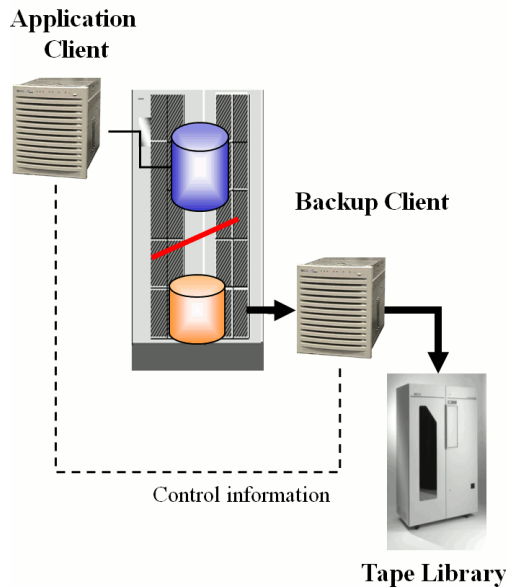 Application
Client
Backup Client
Control information
Tape Library